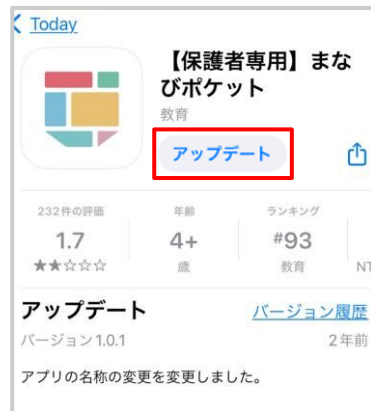 Today
【保護者専用】まな
びポケット
教育
アップデート
232件の評価
年齢
ランキング
1.7
4+
#93
★★☆☆☆
歳
教育
NT
アップデート
バージョン履歴
バージョン 1.0.1
2年前
アプリの名称の変更を変更しました。